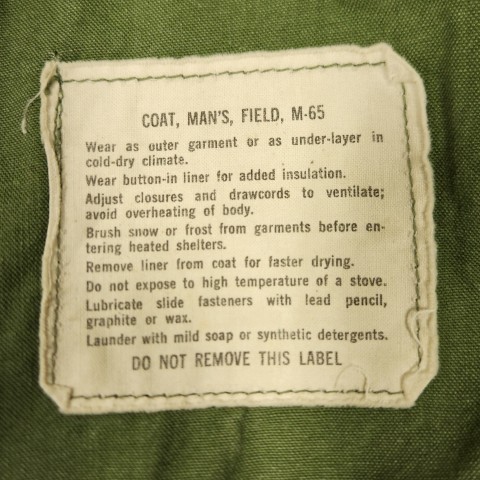 COAT, MAN'S, FIELD, M-65
Wear as outer garment or as under-layer in
cold-dry climate.
Wear button-in liner for added insulation.
Adjust closures and drawcords to ventilate;
avoid overheating of body.
Brush snow or frost from garments before en-
tering heated shelters.
Remove liner from coat for faster drying.
Do not expose to high temperature of a stove.
Lubricate slide fasteners with lead pencil,
graphite or wax.
Launder with mild soap or synthetic detergents.
DO NOT REMOVE THIS LABEL